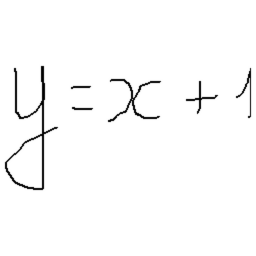 y = x + 1